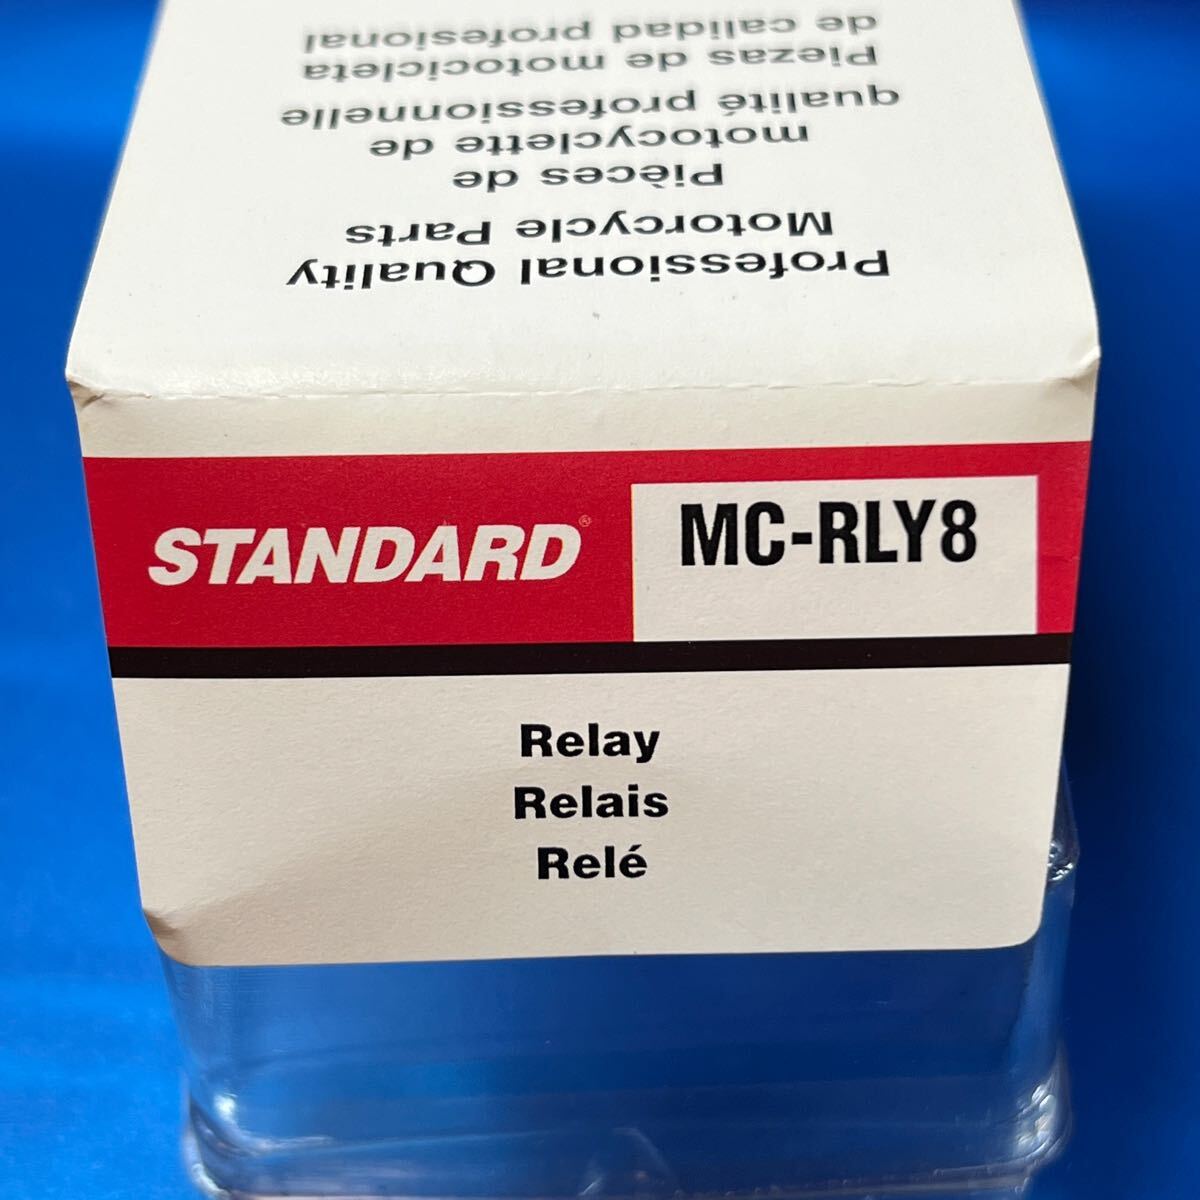 Professional Quality
Motorcycle Parts
Pièces de
motocyclette de
qualité professionnelle
Piezas de motocicleta
de calidad profesional
STANDARD®
MC-RLY8
Relay
Relais
Relé